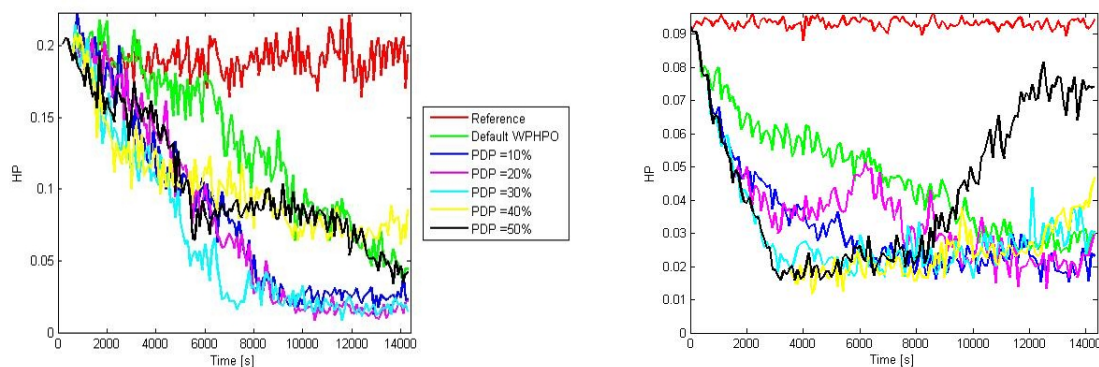 0.2
0.15
0.1
0.05
0
HP
0 2000 4000 6000 8000 10000 12000 14000
Time [s]
Reference
Default WPHPO
PDP =10%
PDP =20%
PDP =30%
PDP =40%
PDP =50%
0.09
0.08
0.07
0.06
0.05
0.04
0.03
0.02
0.01
0
HP
0 2000 4000 6000 8000 10000 12000 14000
Time [s]